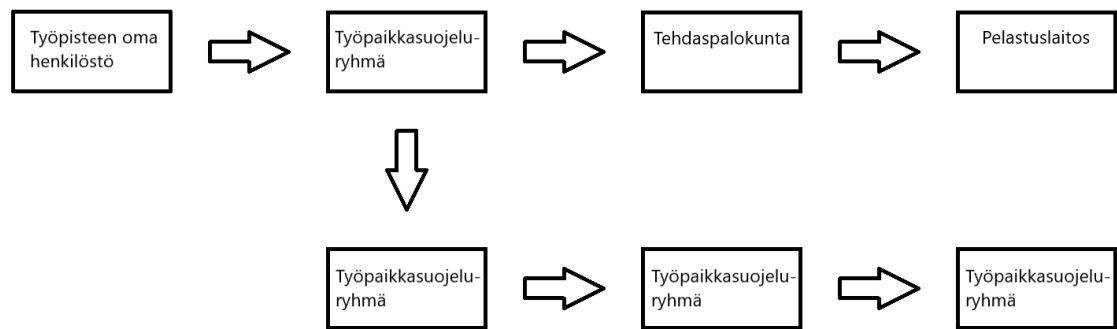 Työpisteen oma
henkilöstö
Työpaikkasuojelu-
ryhmä
Tehdaspalokunta
Pelastuslaitos
Työpaikkasuojelu-
ryhmä
Työpaikkasuojelu-
ryhmä
Työpaikkasuojelu-
ryhmä